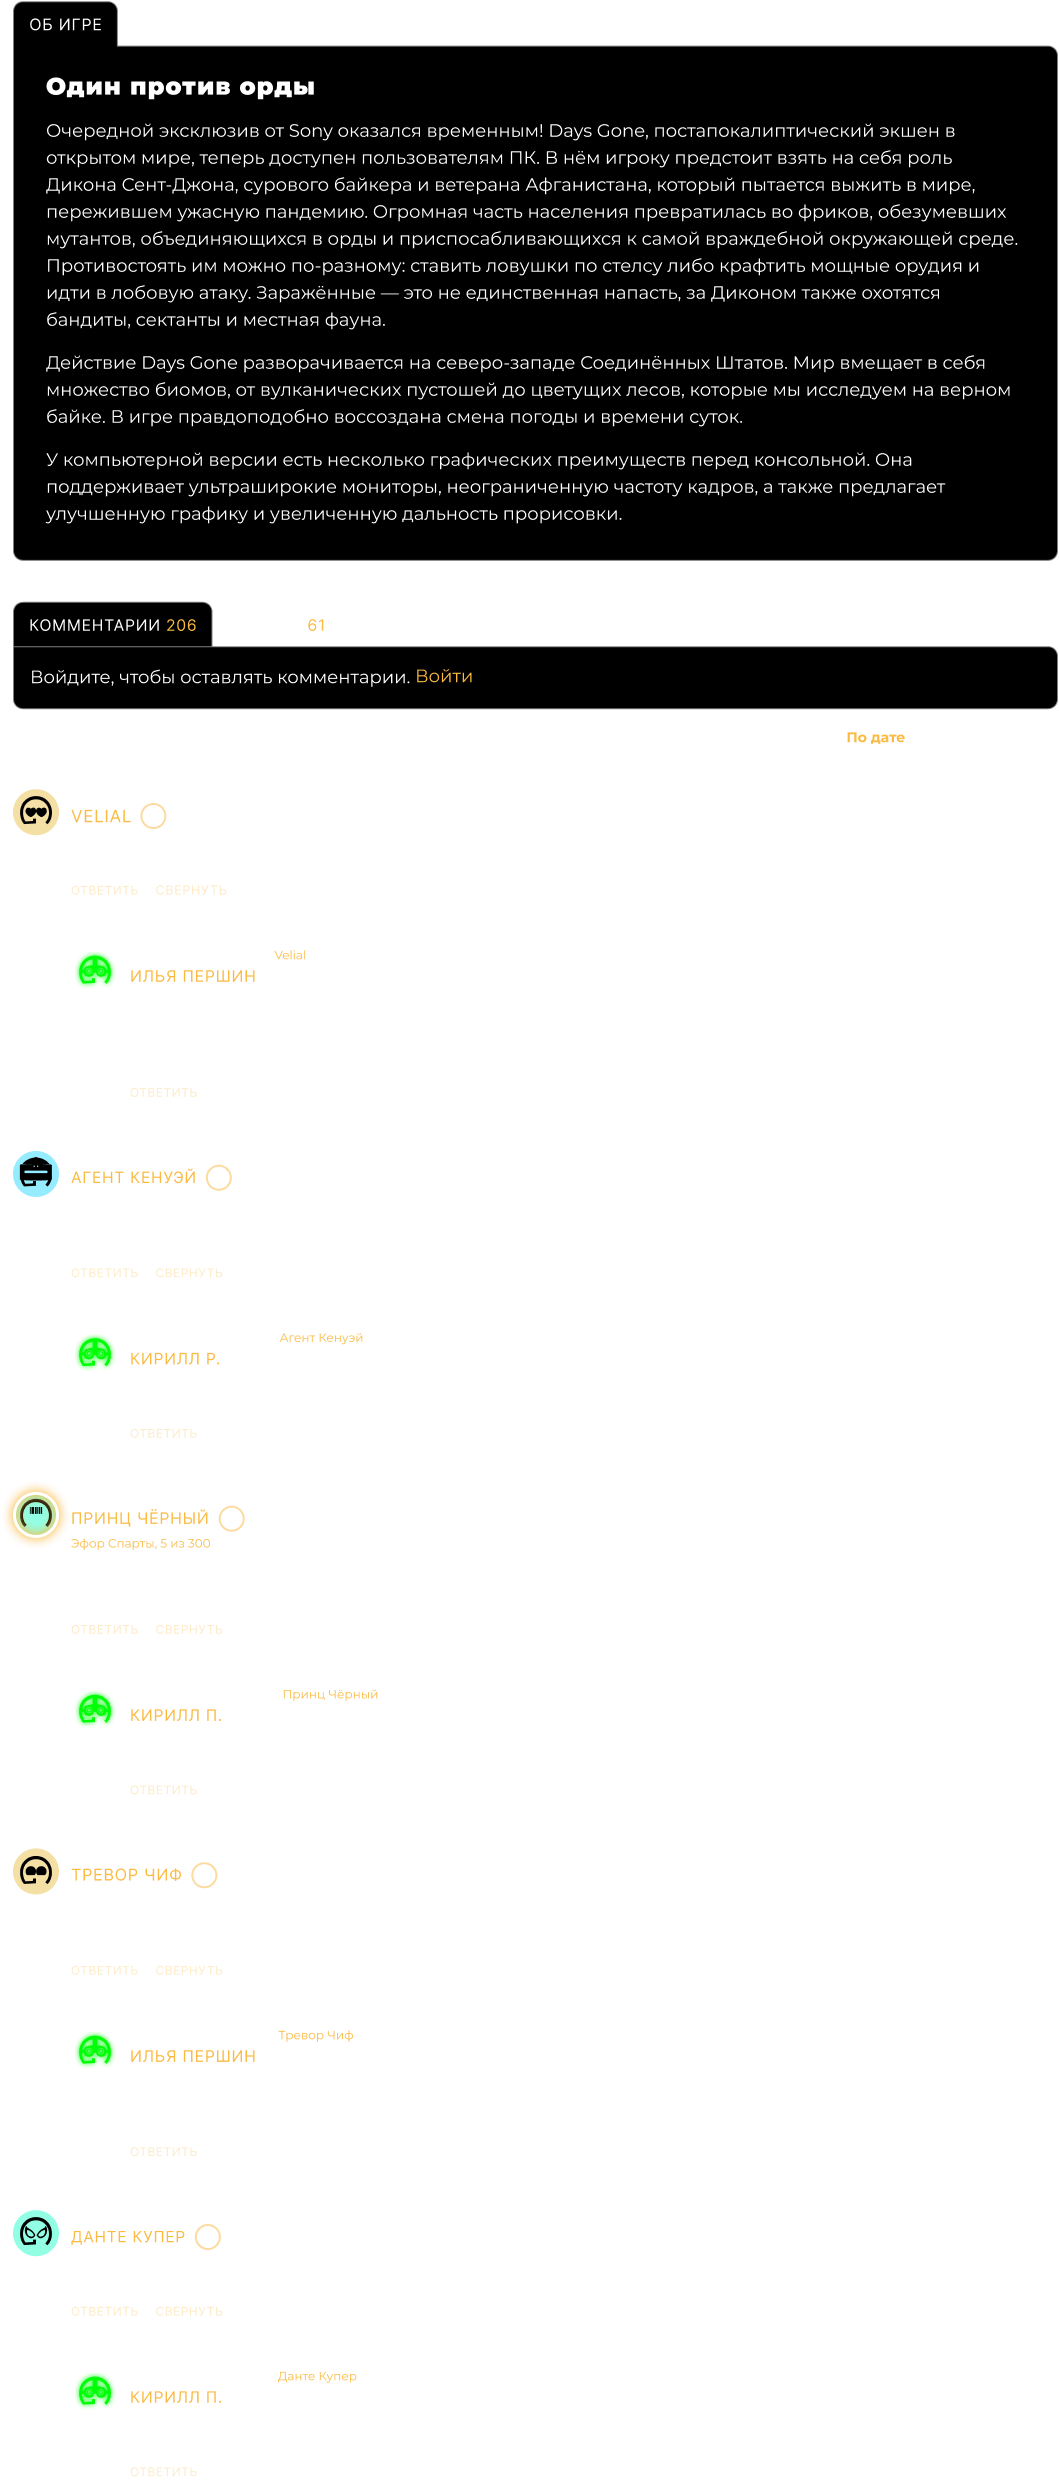 ОБ ИГРЕ
Один против орды
Очередной эксклюзив от Sony оказался временным! Days Gone, постапокалиптический экшен в
открытом мире, теперь доступен пользователям ПК. В нём игроку предстоит взять на себя роль
Дикона Сент-Джона, сурового байкера и ветерана Афганистана, который пытается выжить в мире,
пережившем ужасную пандемию. Огромная часть населения превратилась во фриков, обезумевших
мутантов, объединяющихся в орды и приспосабливающихся к самой враждебной окружающей среде.
Противостоять им можно по-разному: ставить ловушки по стелсу либо крафтить мощные орудия и
идти в лобовую атаку. Заражённые — это не единственная напасть, за Диконом также охотятся
бандиты, сектанты и местная фауна.
Действие Days Gone разворачивается на северо-западе Соединённых Штатов. Мир вмещает в себя
множество биомов, от вулканических пустошей до цветущих лесов, которые мы исследуем на верном
байке. В игре правдоподобно воссоздана смена погоды и времени суток.
У компьютерной версии есть несколько графических преимуществ перед консольной. Она
поддерживает ультраширокие мониторы, неограниченную частоту кадров, а также предлагает
улучшенную графику и увеличенную дальность прорисовки.
КОММЕНТАРИИ 206 61
Войдите, чтобы оставлять комментарии. Войти
По дате
VELIAL
ОТВЕТИТЬ СВЕРНУТЬ
Velial
ИЛЬЯ ПЕРШИН
ОТВЕТИТЬ
АГЕНТ КЕНУЭЙ
ОТВЕТИТЬ СВЕРНУТЬ
Агент Кенуэй
КИРИЛЛ Р.
ОТВЕТИТЬ
ПРИНЦ ЧЁРНЫЙ
Эфор Спарты, 5 из 300
ОТВЕТИТЬ СВЕРНУТЬ
Принц Чёрный
КИРИЛЛ П.
ОТВЕТИТЬ
ТРЕВОР ЧИФ
ОТВЕТИТЬ СВЕРНУТЬ
Тревор Чиф
ИЛЬЯ ПЕРШИН
ОТВЕТИТЬ
ДАНТЕ КУПЕР
ОТВЕТИТЬ СВЕРНУТЬ
Данте Купер
КИРИЛЛ П.
ОТВЕТИТЬ